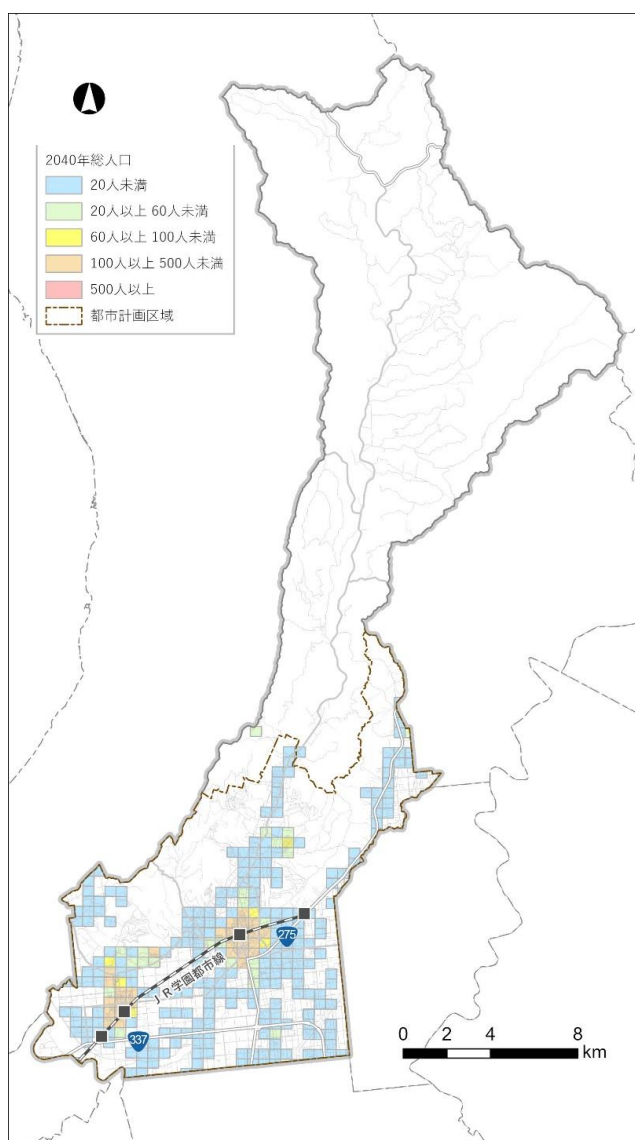 2040年総人口
20人未満
20人以上 60人未満
60人以上 100人未満
100人以上 500人未満
500人以上
都市計画区域
275
JR学園都市線
337
0 2 4 8
km